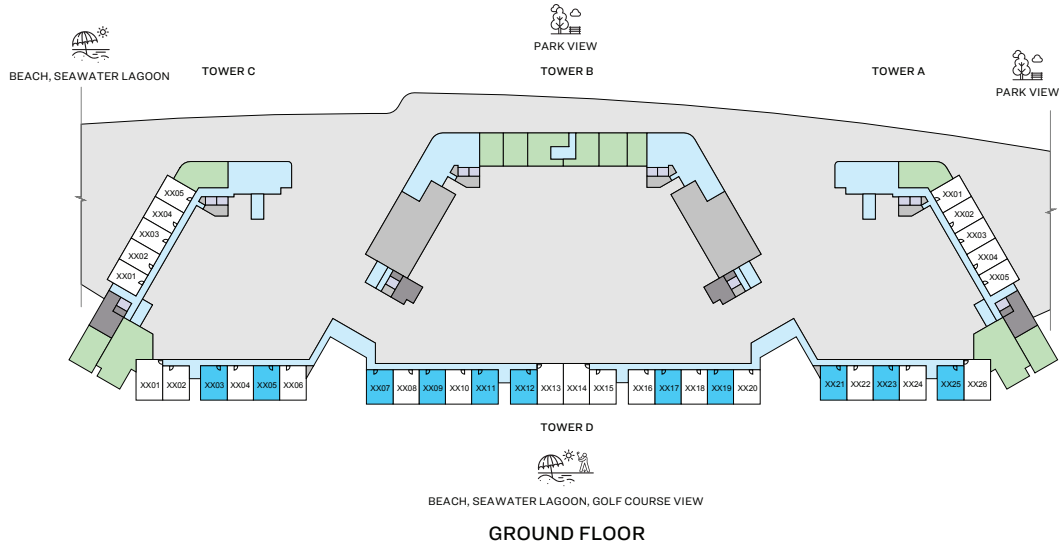 PARK VIEW
BEACH, SEAWATER LAGOON
TOWER C
TOWER B
TOWER A
PARK VIEW
XX05
XX04
XX03
XX02
XX01
XX01
XX02
XX03
XX04
XX05
XX01
XX02
XX03
XX04
XX05
XX06
XX07
XX08
XX09
XX10
XX11
XX12
XX13
XX14
XX15
XX16
XX17
XX18
XX19
XX20
XX21
XX22
XX23
XX24
XX25
XX26
TOWER D
BEACH, SEAWATER LAGOON, GOLF COURSE VIEW
GROUND FLOOR